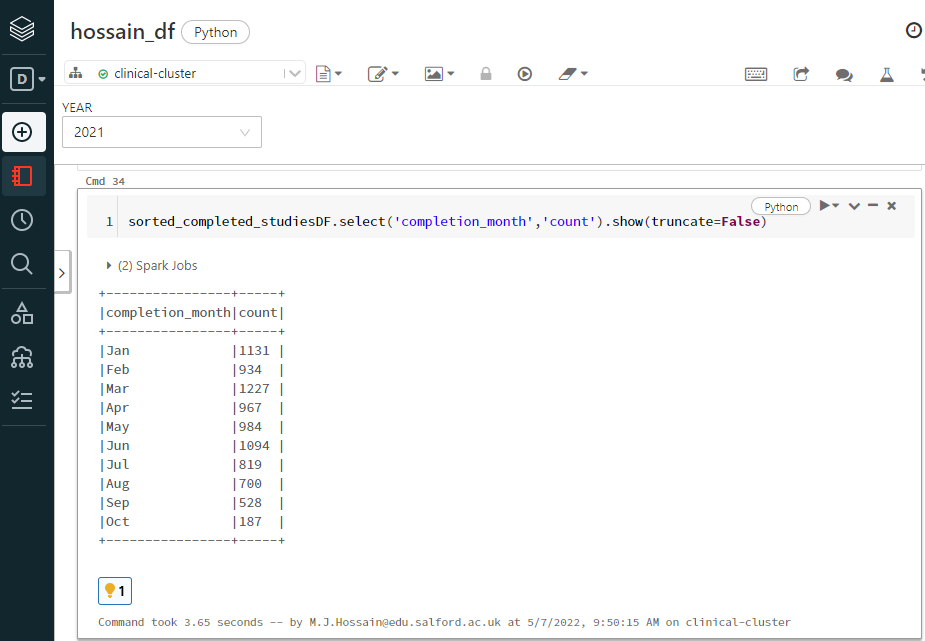 hossain_df Python
D
clinical-cluster
YEAR
2021
Cmd 34
Python
1 sorted_completed_studiesDF.select('completion_month','count').show(truncate=False)
(2) Spark Jobs
+----------------+-----+
|completion_month|count|
+----------------+-----+
|Jan             |1131 |
|Feb             |934  |
|Mar             |1227 |
|Apr             |967  |
|May             |984  |
|Jun             |1094 |
|Jul             |819  |
|Aug             |700  |
|Sep             |528  |
|Oct             |187  |
+----------------+-----+
1
Command took 3.65 seconds -- by M.J.Hossain@edu.salford.ac.uk at 5/7/2022, 9:50:15 AM on clinical-cluster